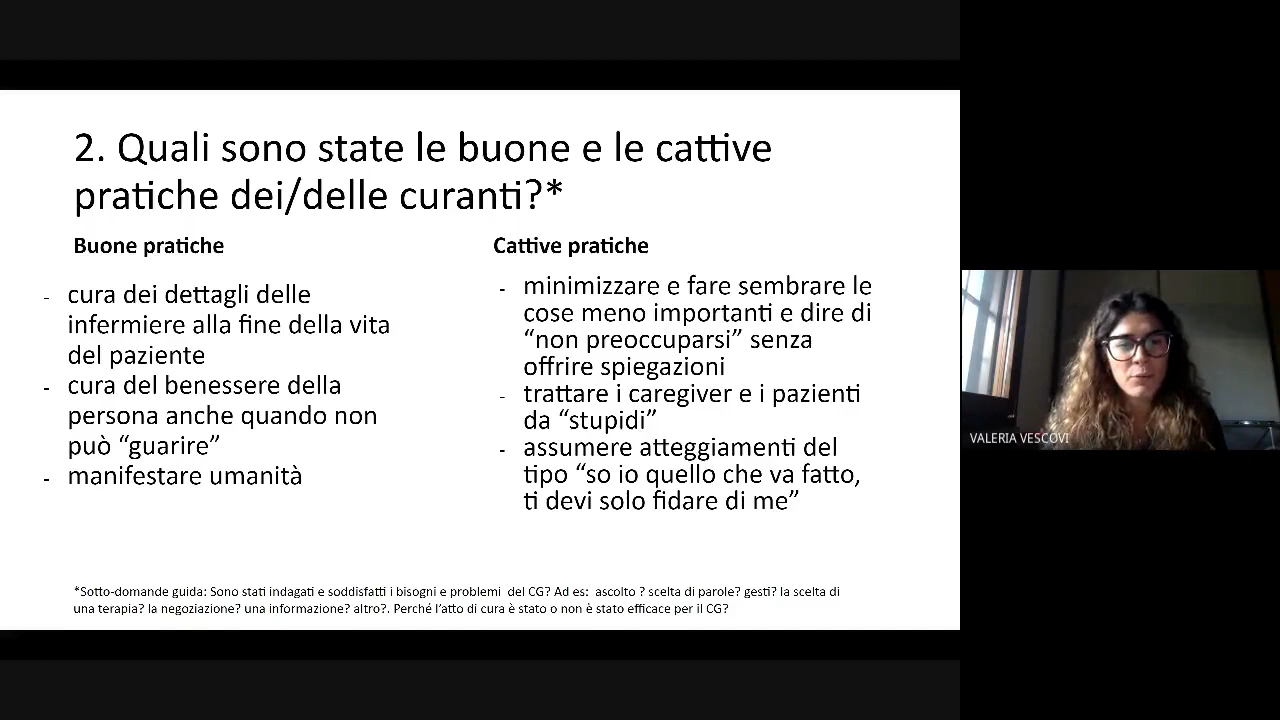 2. Quali sono state le buone e le cattive
pratiche dei/delle curanti?*
Buone pratiche
- cura dei dettagli delle
infermiere alla fine della vita
del paziente
- cura del benessere della
persona anche quando non
può “guarire”
- manifestare umanità
Cattive pratiche
- minimizzare e fare sembrare le
cose meno importanti e dire di
“non preoccuparsi” senza
offrire spiegazioni
- trattare i caregiver e i pazienti
da “stupidi”
- assumere atteggiamenti del
tipo “so io quello che va fatto,
ti devi solo fidare di me”
*Sotto-domande guida: Sono stati indagati e soddisfatti i bisogni e problemi del CG? Ad es: ascolto ? scelta di parole? gesti? la scelta di
una terapia? la negoziazione? una informazione? altro?. Perché l’atto di cura è stato o non è stato efficace per il CG?
VALERIA VESCOVI